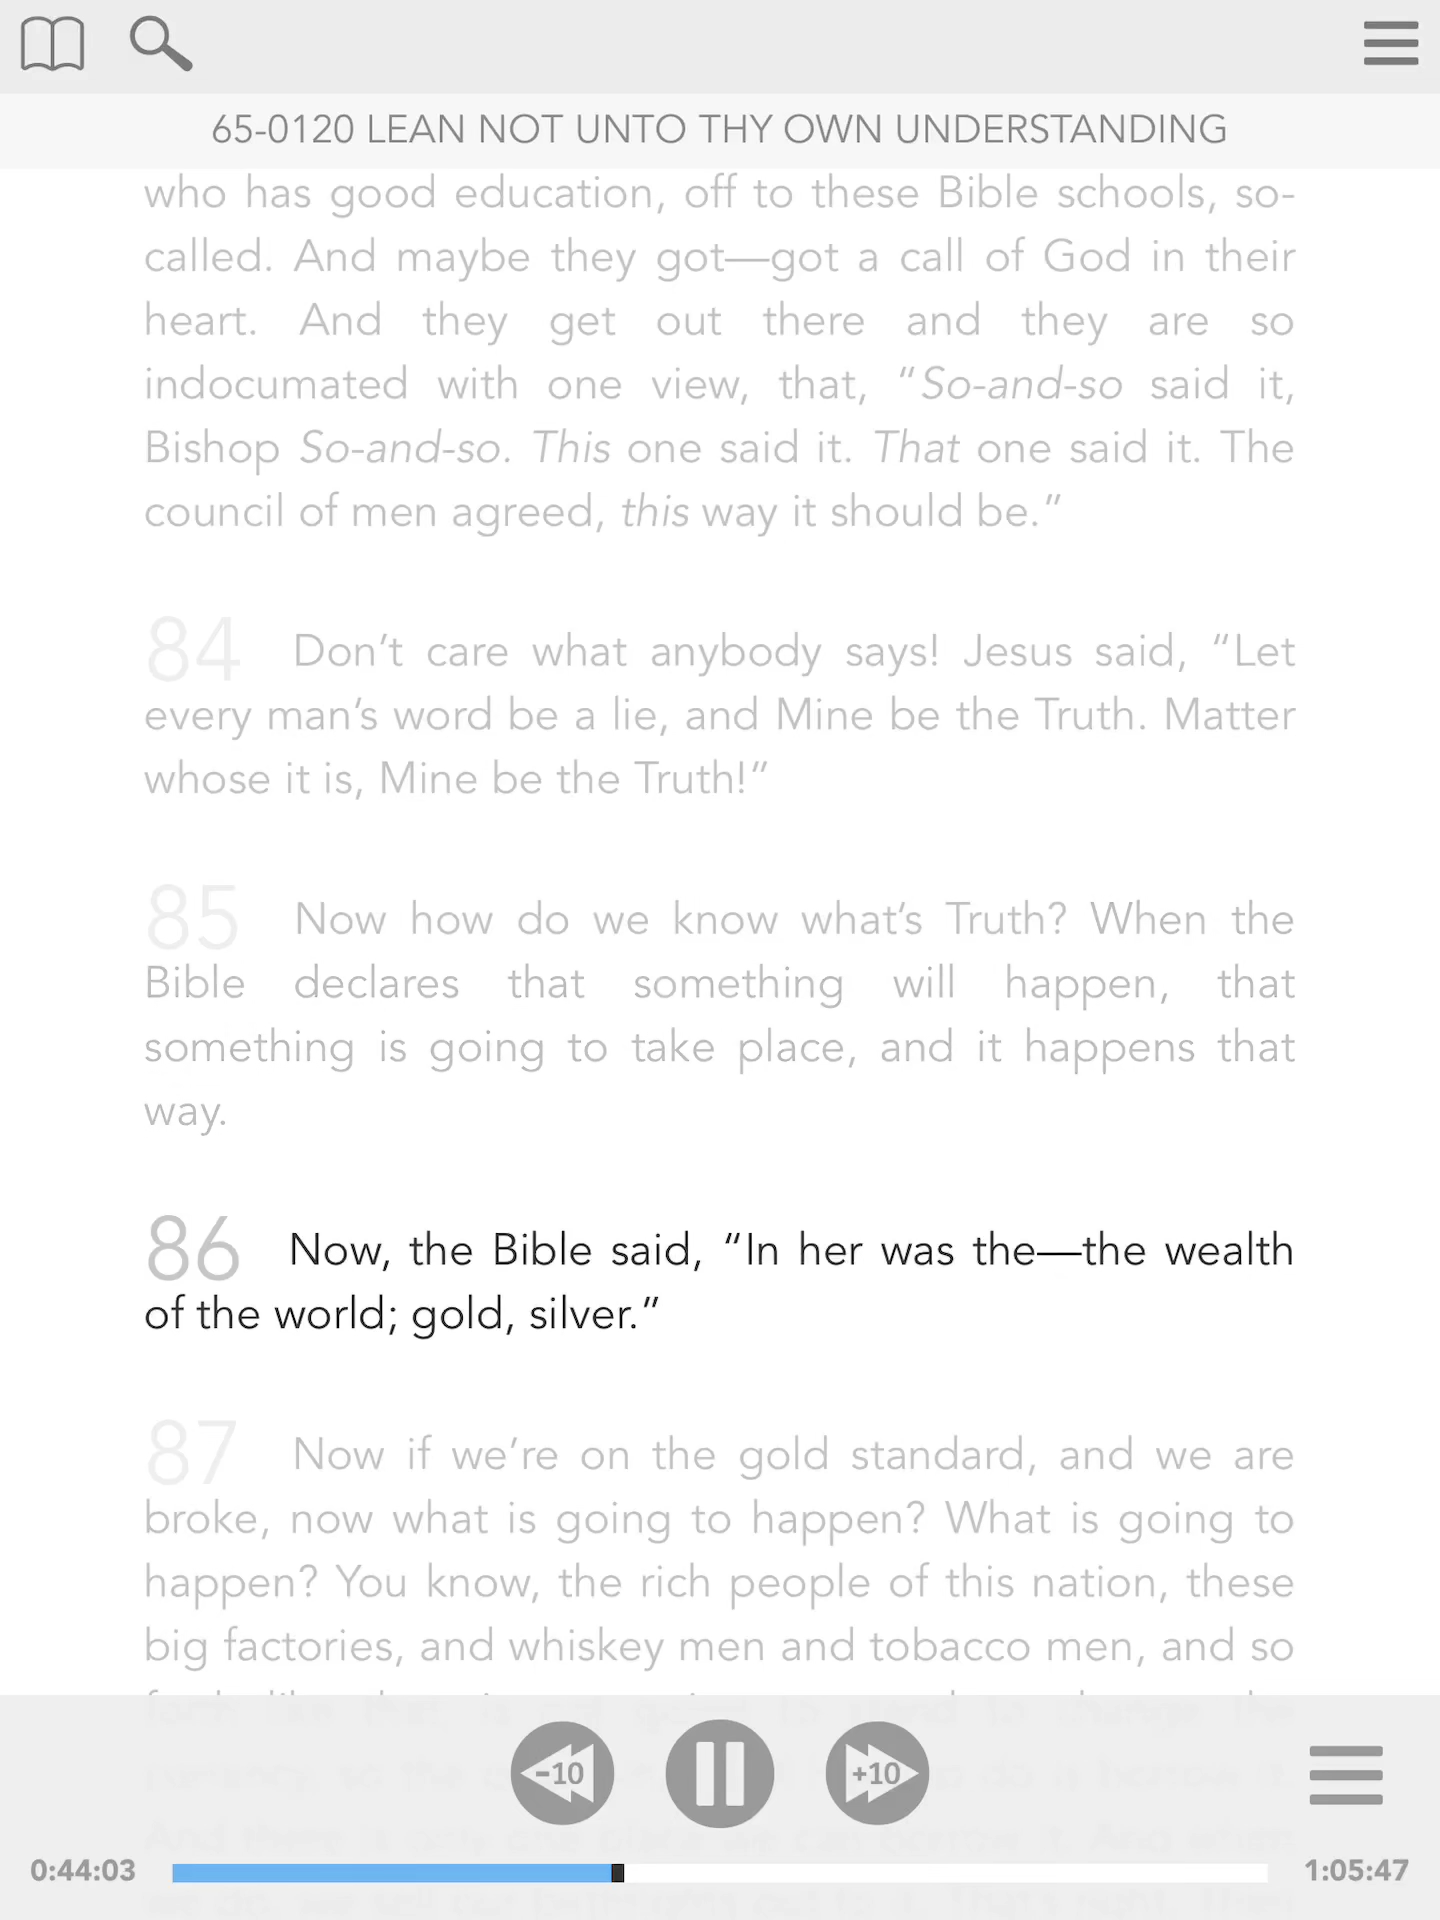 65-0120 LEAN NOT UNTO THY OWN UNDERSTANDING
who has good education, off to these Bible schools, so-
called. And maybe they got—got a call of God in their
heart. And they get out there and they are so
indocumated with one view, that, “So-and-so said it,
Bishop So-and-so. This one said it. That one said it. The
council of men agreed, this way it should be.”
84 Don’t care what anybody says! Jesus said, “Let
every man’s word be a lie, and Mine be the Truth. Matter
whose it is, Mine be the Truth!”
85 Now how do we know what’s Truth? When the
Bible declares that something will happen, that
something is going to take place, and it happens that
way.
86 Now, the Bible said, “In her was the—the wealth
of the world; gold, silver.”
87 Now if we’re on the gold standard, and we are
broke, now what is going to happen? What is going to
happen? You know, the rich people of this nation, these
big factories, and whiskey men and tobacco men, and so
-10 +10
0:44:03 1:05:47